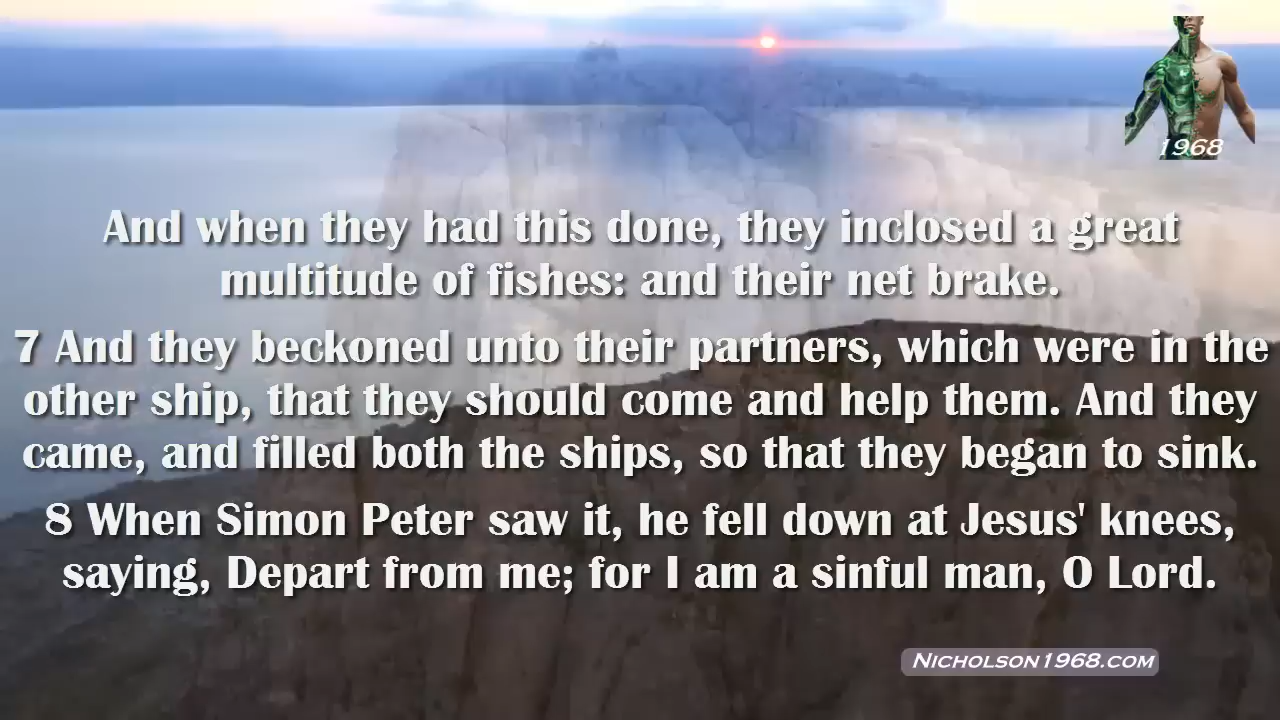 1968
And when they had this done, they inclosed a great
multitude of fishes: and their net brake.
7 And they beckoned unto their partners, which were in the
other ship, that they should come and help them. And they
came, and filled both the ships, so that they began to sink.
8 When Simon Peter saw it, he fell down at Jesus' knees,
saying, Depart from me; for I am a sinful man, O Lord.
Nicholson1968.com